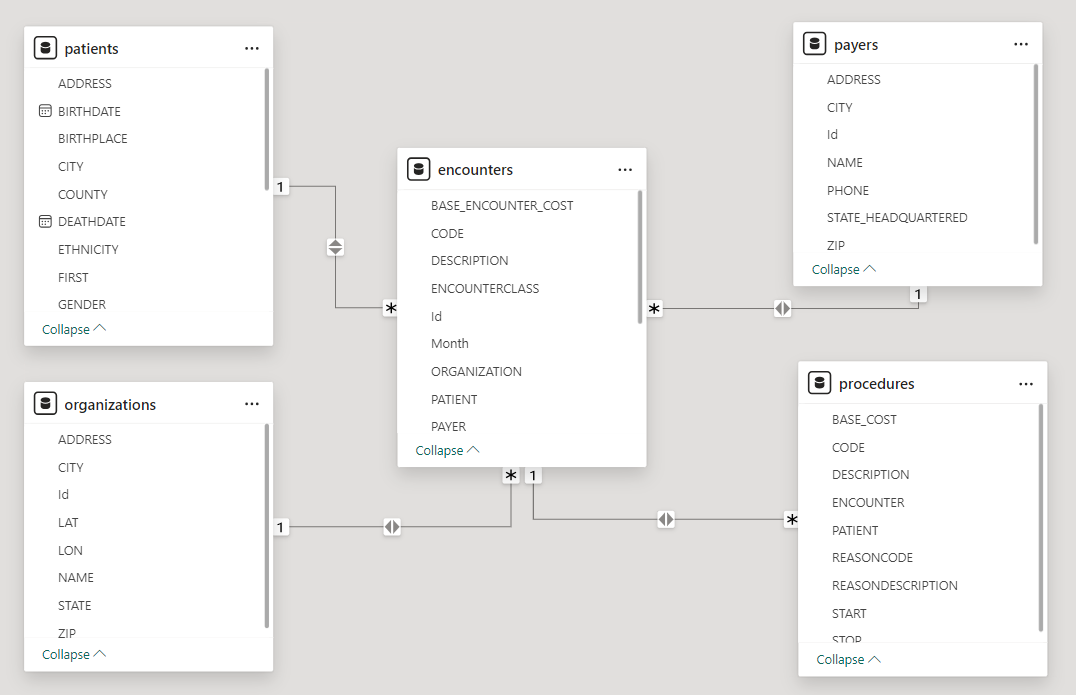 patients
ADDRESS
BIRTHDATE
BIRTHPLACE
CITY
COUNTY
DEATHDATE
ETHNICITY
FIRST
GENDER
Collapse
1
*
organizations
ADDRESS
CITY
Id
LAT
LON
NAME
STATE
ZIP
Collapse
1
*
encounters
BASE_ENCOUNTER_COST
CODE
DESCRIPTION
ENCOUNTERCLASS
Id
Month
ORGANIZATION
PATIENT
PAYER
Collapse
*
1
payers
ADDRESS
CITY
Id
NAME
PHONE
STATE_HEADQUARTERED
ZIP
Collapse
1
*
procedures
BASE_COST
CODE
DESCRIPTION
ENCOUNTER
PATIENT
REASONCODE
REASONDESCRIPTION
START
STOP
Collapse